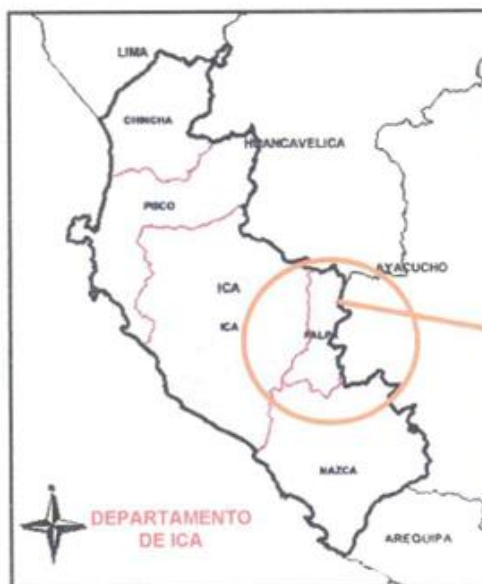 LIMA
CHINCHA
HUANCAVELICA
PISCO
AYACUCHO
ICA
ICA
PALPA
NAZCA
DEPARTAMENTO
DE ICA
AREQUIPA